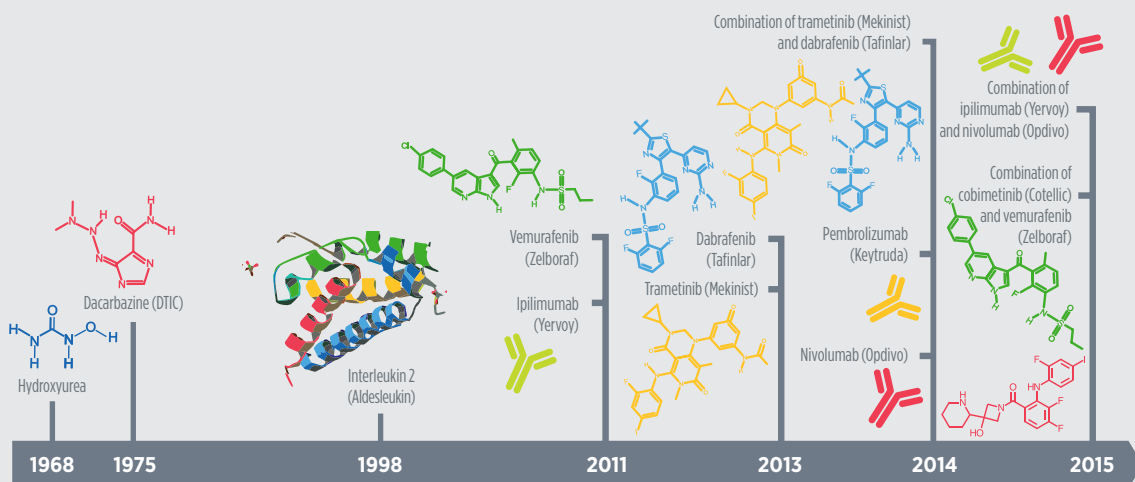 Combination of trametinib (Mekinist)
and dabrafenib (Tafinlar)
Combination of
ipilimumab (Yervoy)
and nivolumab (Opdivo)
Combination of
cobimetinib (Cotellic)
and vemurafenib
(Zelboraf)
Vemurafenib
(Zelboraf)
Dabrafenib
(Tafinlar)
Pembrolizumab
(Keytruda)
Dacarbazine (DTIC)
Trametinib (Mekinist)
Ipilimumab
(Yervoy)
Nivolumab (Opdivo)
Interleukin 2
(Aldesleukin)
Hydroxyurea
1968
1975
1998
2011
2013
2014
2015